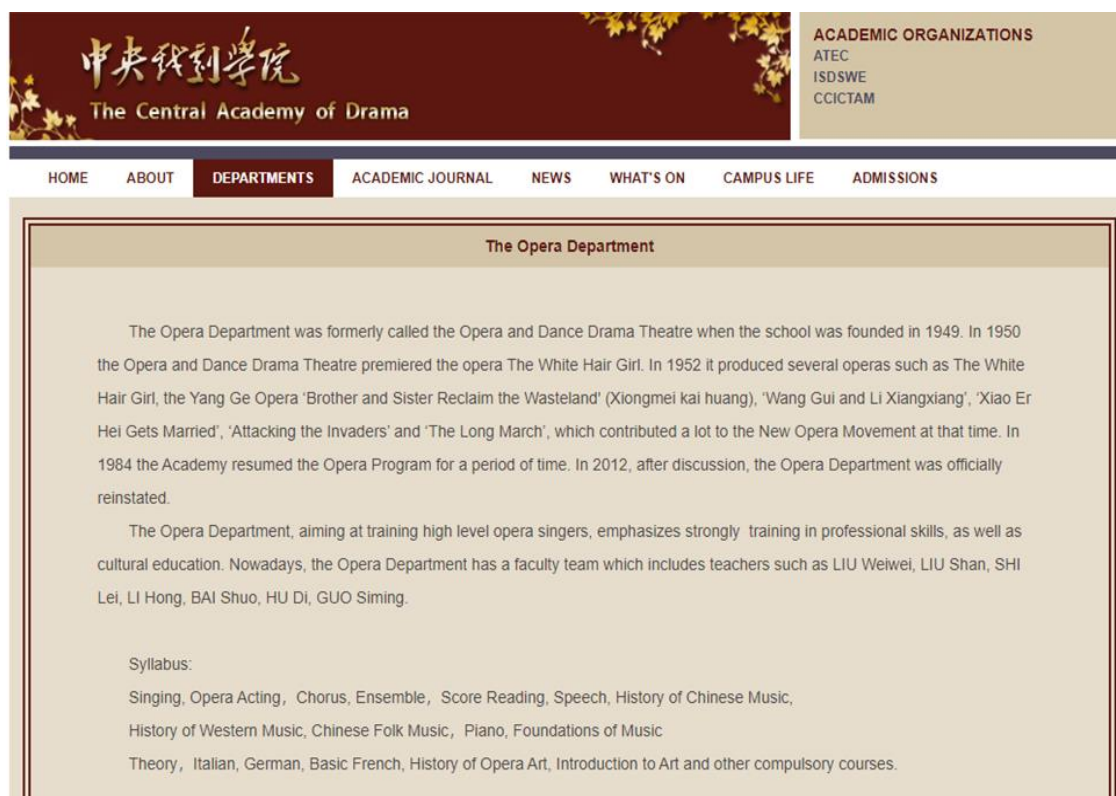 中央戏剧学院
The Central Academy of Drama
ACADEMIC ORGANIZATIONS
ATEC
ISDSWE
CCICTAM
HOME ABOUT DEPARTMENTS ACADEMIC JOURNAL NEWS WHAT'S ON CAMPUS LIFE ADMISSIONS
The Opera Department
The Opera Department was formerly called the Opera and Dance Drama Theatre when the school was founded in 1949. In 1950
the Opera and Dance Drama Theatre premiered the opera The White Hair Girl. In 1952 it produced several operas such as The White
Hair Girl, the Yang Ge Opera ‘Brother and Sister Reclaim the Wasteland’ (Xiongmei kai huang), ‘Wang Gui and Li Xiangxiang’, ‘Xiao Er
Hei Gets Married’, ‘Attacking the Invaders’ and ‘The Long March’, which contributed a lot to the New Opera Movement at that time. In
1984 the Academy resumed the Opera Program for a period of time. In 2012, after discussion, the Opera Department was officially
reinstated.
The Opera Department, aiming at training high level opera singers, emphasizes strongly  training in professional skills, as well as
cultural education. Nowadays, the Opera Department has a faculty team which includes teachers such as LIU Weiwei, LIU Shan, SHI
Lei, LI Hong, BAI Shuo, HU Di, GUO Siming.
Syllabus:
Singing, Opera Acting，Chorus, Ensemble，Score Reading, Speech, History of Chinese Music,
History of Western Music, Chinese Folk Music，Piano, Foundations of Music
Theory，Italian, German, Basic French, History of Opera Art, Introduction to Art and other compulsory courses.